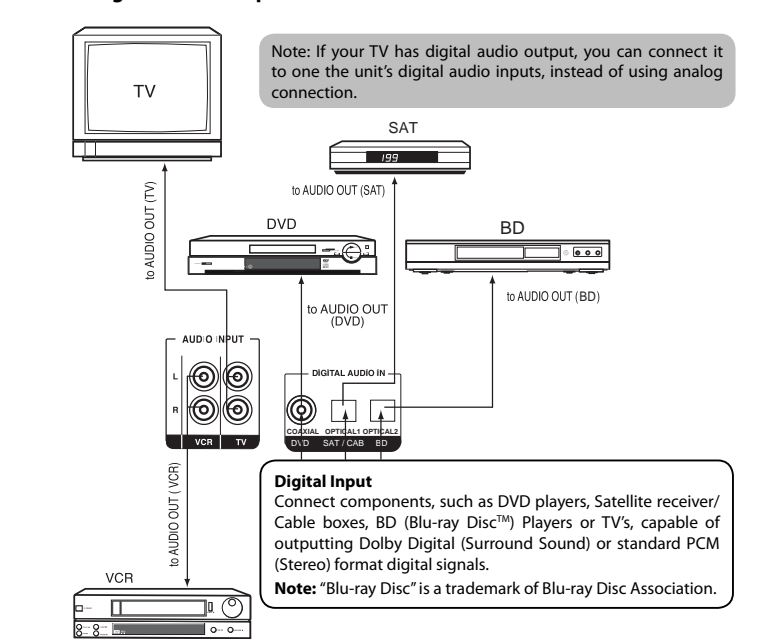 TV
Note: If your TV has digital audio output, you can connect it
to one the unit's digital audio inputs, instead of using analog
connection.
SAT
199
to AUDIO OUT (SAT)
to AUDIO OUT (TV)
DVD
BD
to AUDIO OUT
(DVD)
to AUDIO OUT (BD)
AUDIO INPUT
L
R
VCR TV
DIGITAL AUDIO IN
COAXIAL OPTICAL1 OPTICAL2
DVD SAT / CAB BD
to AUDIO OUT ( VCR)
Digital Input
Connect components, such as DVD players, Satellite receiver/
Cable boxes, BD (Blu-ray Disc™) Players or TV's, capable of
outputting Dolby Digital (Surround Sound) or standard PCM
(Stereo) format digital signals.
Note: “Blu-ray Disc” is a trademark of Blu-ray Disc Association.
VCR